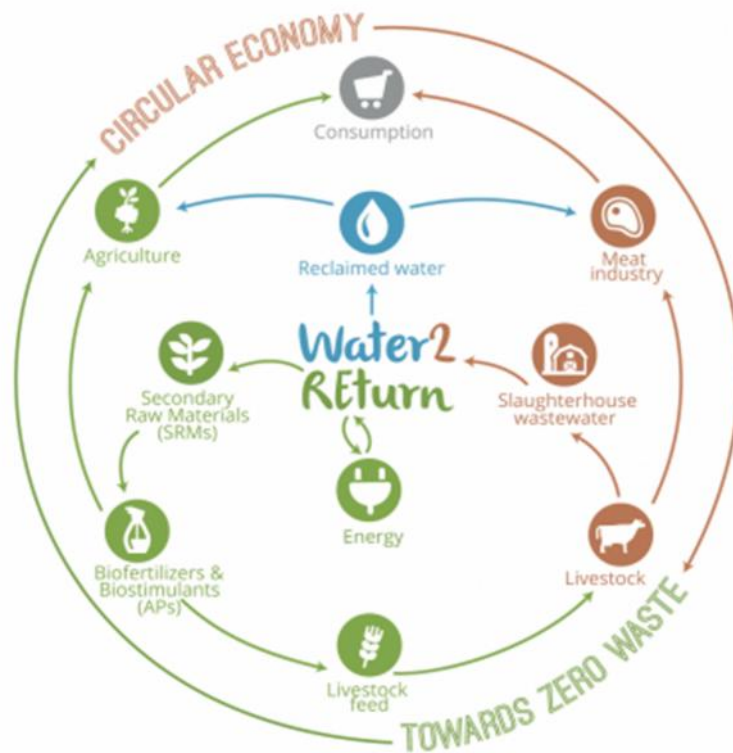 CIRCULAR ECONOMY
Consumption
Agriculture
Reclaimed water
Meat
industry
Water2
REturn
Secondary
Raw Materials
(SRMs)
Slaughterhouse
wastewater
Energy
Biofertilizers &
Biostimulants
(APs)
Livestock
Livestock
feed
TOWARDS ZERO WASTE